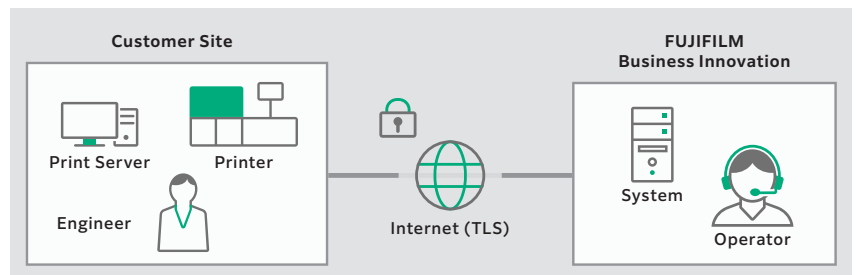 Customer Site
FUJIFILM
Business Innovation
Print Server
Printer
Engineer
Internet (TLS)
System
Operator